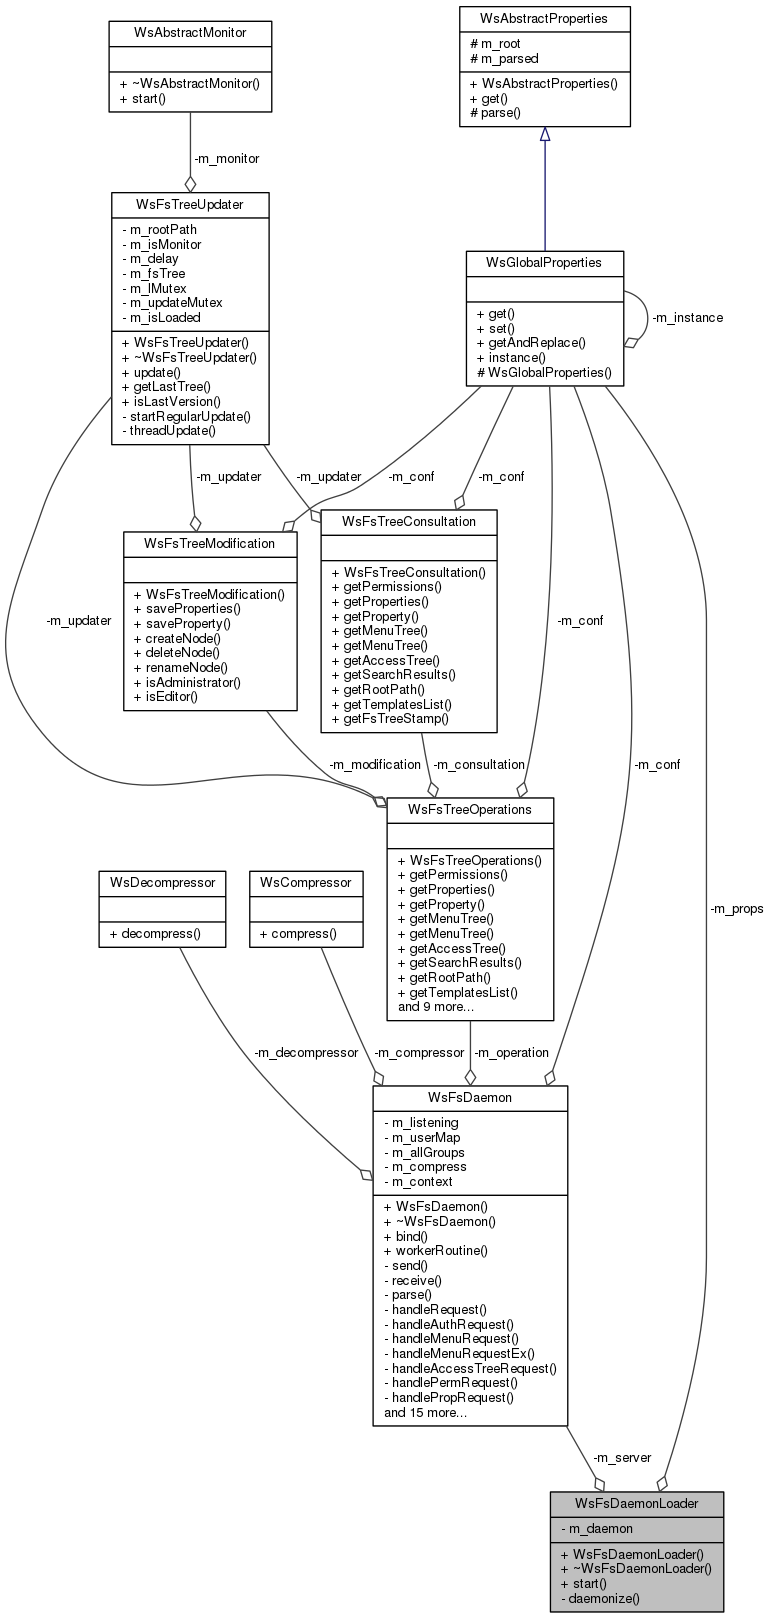 WsAbstractMonitor
+ ~WsAbstractMonitor()
+ start()
WsAbstractProperties
# m_root
# m_parsed
+ WsAbstractProperties()
+ get()
# parse()
-m_monitor
WsFsTreeUpdater
- m_rootPath
- m_isMonitor
- m_delay
- m_fsTree
- m_lMutex
- m_updateMutex
- m_isLoaded
+ WsFsTreeUpdater()
+ ~WsFsTreeUpdater()
+ update()
+ getLastTree()
+ isLastVersion()
- startRegularUpdate()
- threadUpdate()
WsGlobalProperties
+ get()
+ set()
+ getAndReplace()
+ instance()
# WsGlobalProperties()
-m_instance
-m_updater
-m_updater
-m_conf
-m_conf
WsFsTreeModification
+ WsFsTreeModification()
+ saveProperties()
+ saveProperty()
+ createNode()
+ deleteNode()
+ renameNode()
+ isAdministrator()
+ isEditor()
WsFsTreeConsultation
+ WsFsTreeConsultation()
+ getPermissions()
+ getProperties()
+ getProperty()
+ getMenuTree()
+ getMenuTree()
+ getAccessTree()
+ getSearchResults()
+ getRootPath()
+ getTemplatesList()
+ getFsTreeStamp()
-m_updater
-m_conf
-m_modification
-m_consultation
-m_conf
WsFsTreeOperations
+ WsFsTreeOperations()
+ getPermissions()
+ getProperties()
+ getProperty()
+ getMenuTree()
+ getMenuTree()
+ getAccessTree()
+ getSearchResults()
+ getRootPath()
+ getTemplatesList()
and 9 more...
WsDecompressor
+ decompress()
WsCompressor
+ compress()
-m_props
-m_decompressor
-m_compressor
-m_operation
WsFsDaemon
- m_listening
- m_userMap
- m_allGroups
- m_compress
- m_context
+ WsFsDaemon()
+ ~WsFsDaemon()
+ bind()
+ workerRoutine()
- send()
- receive()
- parse()
- handleRequest()
- handleAuthRequest()
- handleMenuRequest()
- handleMenuRequestEx()
- handleAccessTreeRequest()
- handlePermRequest()
- handlePropRequest()
and 15 more...
-m_server
WsFsDaemonLoader
- m_daemon
+ WsFsDaemonLoader()
+ ~WsFsDaemonLoader()
+ start()
- daemonize()